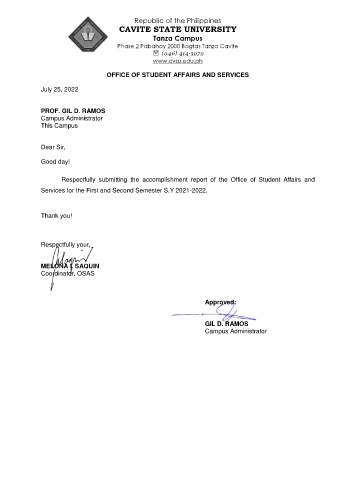 Republic of the Philippines
CAVITE STATE UNIVERSITY
Tanza Campus
Phase 2 Pabahay 2000 Bagtas Tanza Cavite
☏ (046) 414-3979
www.cvsu.edu.ph
OFFICE OF STUDENT AFFAIRS AND SERVICES
July 25, 2022
PROF. GIL D. RAMOS
Campus Administrator
This Campus
Dear Sir,
Good day!
Respectfully submitting the accomplishment report of the Office of Student Affairs and
Services for the First and Second Semester S.Y 2021-2022.
Thank you!
Respectfully your,
MELONA I. SAQUIN
Coordinator, OSAS
Approved:
GIL D. RAMOS
Campus Administrator